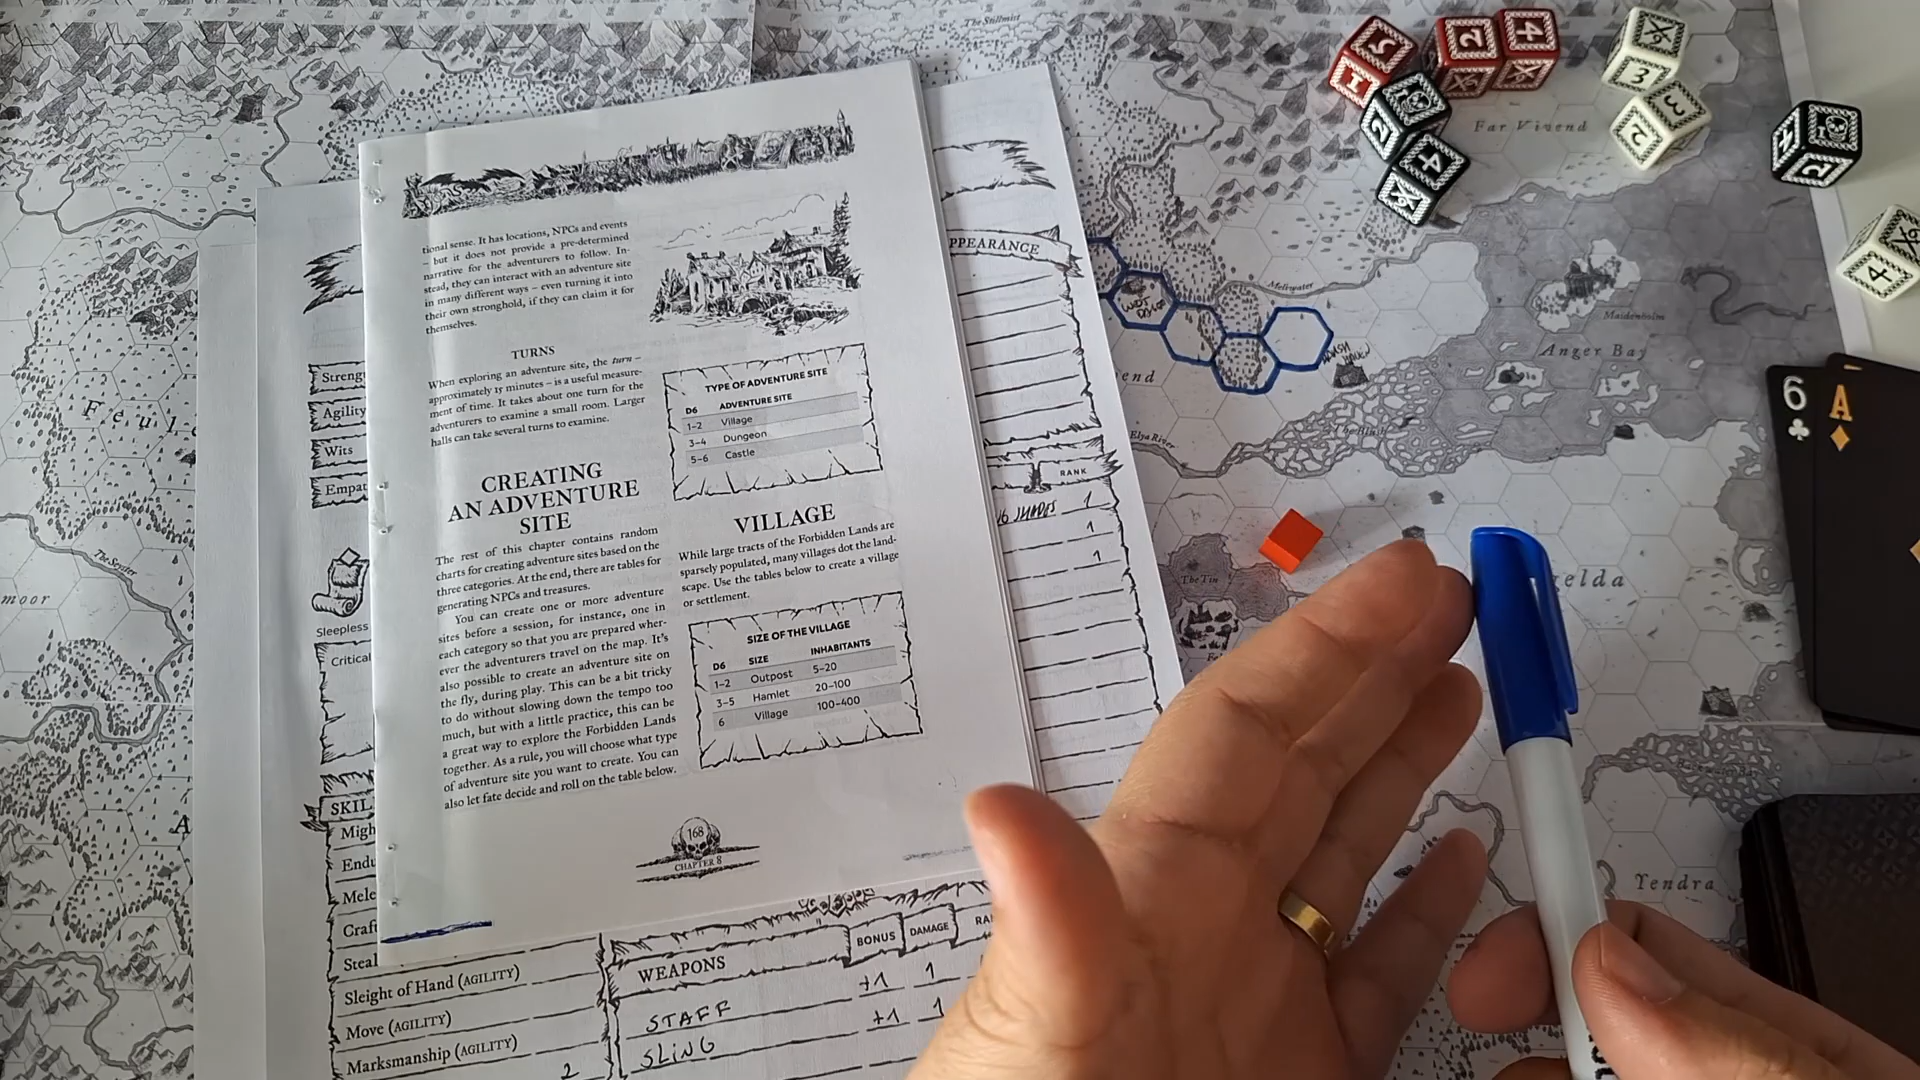 tional sense. It has locations, NPCs and events
– but it does not provide a pre-determined
narrative for the adventurers to follow. In-
stead, they can interact with an adventure site
in many different ways – even turning it into
their own stronghold, if they can claim it for
themselves.
TURNS
When exploring an adventure site, the turn –
approximately 15 minutes – is a useful measure-
ment of time. It takes about one turn for the
adventurers to examine a small room. Larger
halls can take several turns to examine.
CREATING
AN ADVENTURE
SITE
The rest of this chapter contains random
charts for creating adventure sites based on the
three categories. At the end, there are tables for
generating NPCs and treasures.
You can create one or more adventure
sites before a session, for instance, one in
each category so that you are prepared wher-
ever the adventurers travel on the map. It's
also possible to create an adventure site on
the fly, during play. This can be a bit tricky
to do without slowing down the tempo too
much, but with a little practice, this can be
a great way to explore the Forbidden Lands
together. As a rule, you will choose what type
of adventure site you want to create. You can
also let fate decide and roll on the table below.
TYPE OF ADVENTURE SITE
D6 ADVENTURE SITE
1–2 Village
3–4 Dungeon
5–6 Castle
VILLAGE
While large tracts of the Forbidden Lands are
sparsely populated, many villages dot the land-
scape. Use the tables below to create a village
or settlement.
SIZE OF THE VILLAGE
D6 SIZE INHABITANTS
1–2 Outpost 5–20
3–5 Hamlet 20–100
6 Village 100–400
168
CHAPTER 8
Streng
Agility
Wits
Empat
Sleepless
Critical
SKIL
Migh
Endu
Mele
Craft
Steal
Sleight of Hand (AGILITY)
Move (AGILITY)
Marksmanship (AGILITY)
2
WEAPONS
BONUS
DAMAGE
RA
STAFF +1 1
SLING +1 1
PPEARANCE
RANK
1
1
1
The Stillmist
Far Vivend
Meliwater
Maidenholm
Anger Bay
end
Elya River
The Blush
The Tin
elda
Yendra
Feul
moor
The Seyster
A
6
A